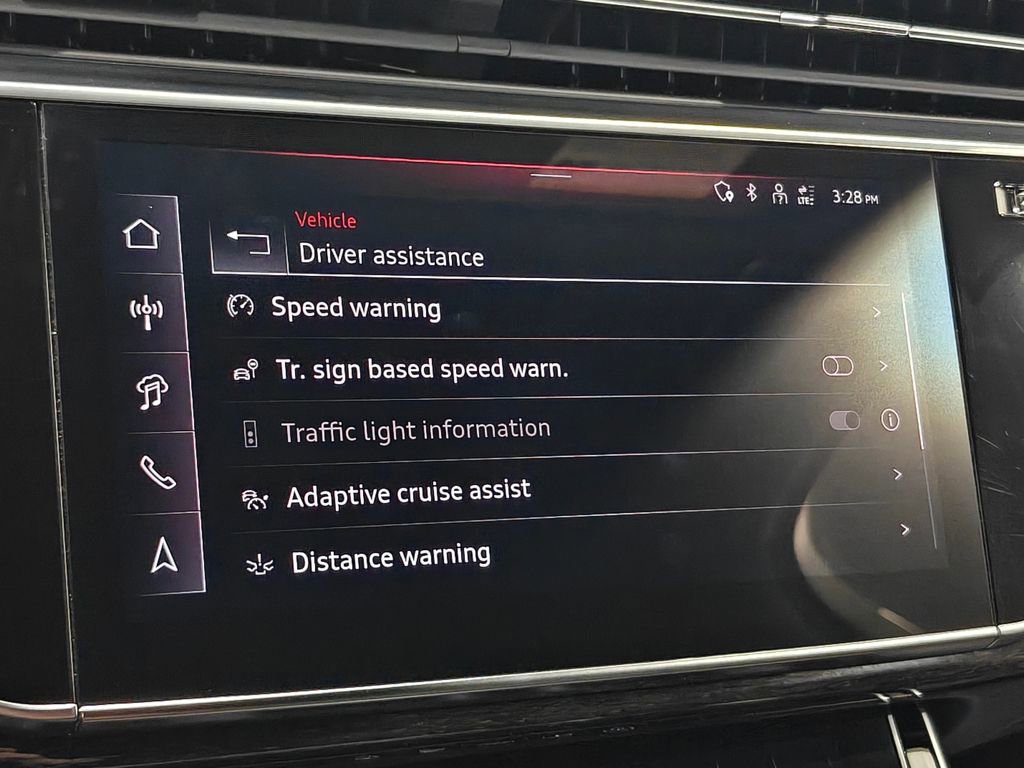 LTE
3:28 PM
Vehicle
Driver assistance
Speed warning
Tr. sign based speed warn.
Traffic light information
Adaptive cruise assist
Distance warning